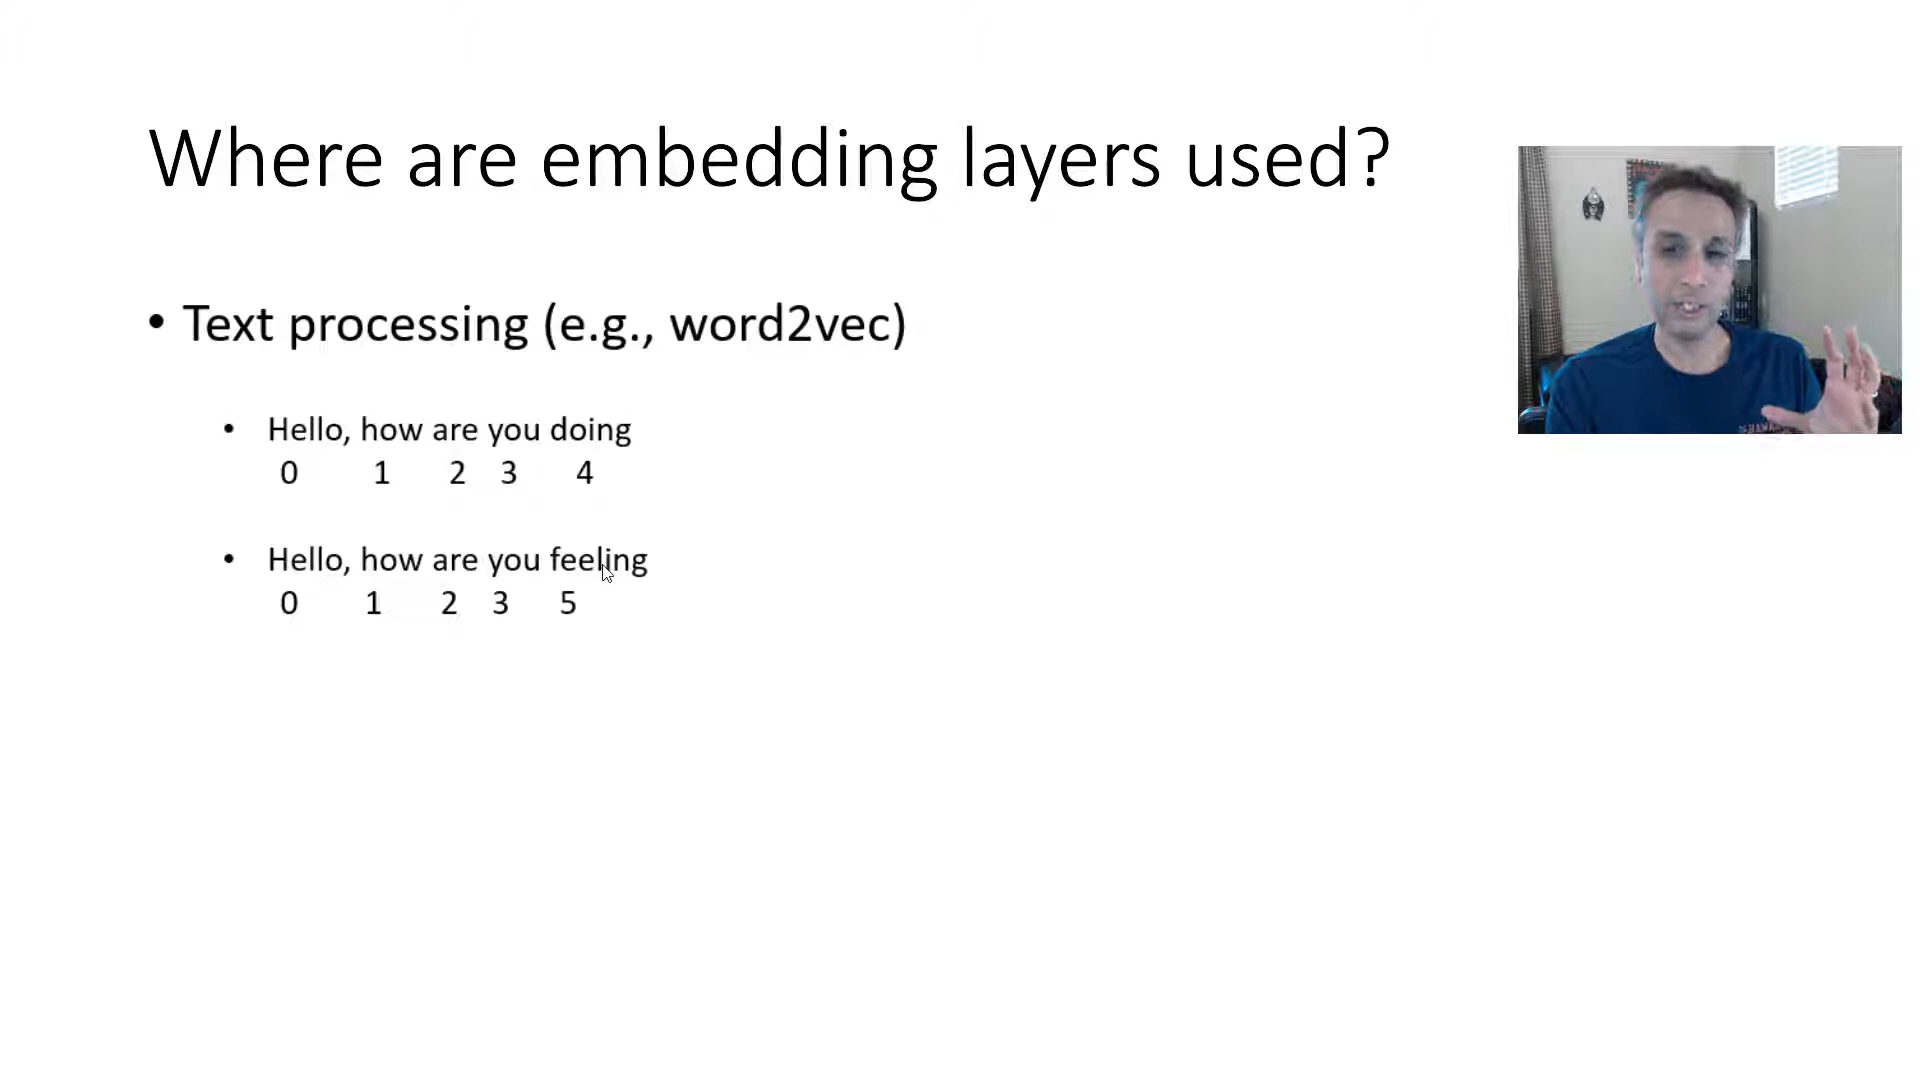 Where are embedding layers used?
• Text processing (e.g., word2vec)
• Hello, how are you doing
0 1 2 3 4
• Hello, how are you feeling
0 1 2 3 5